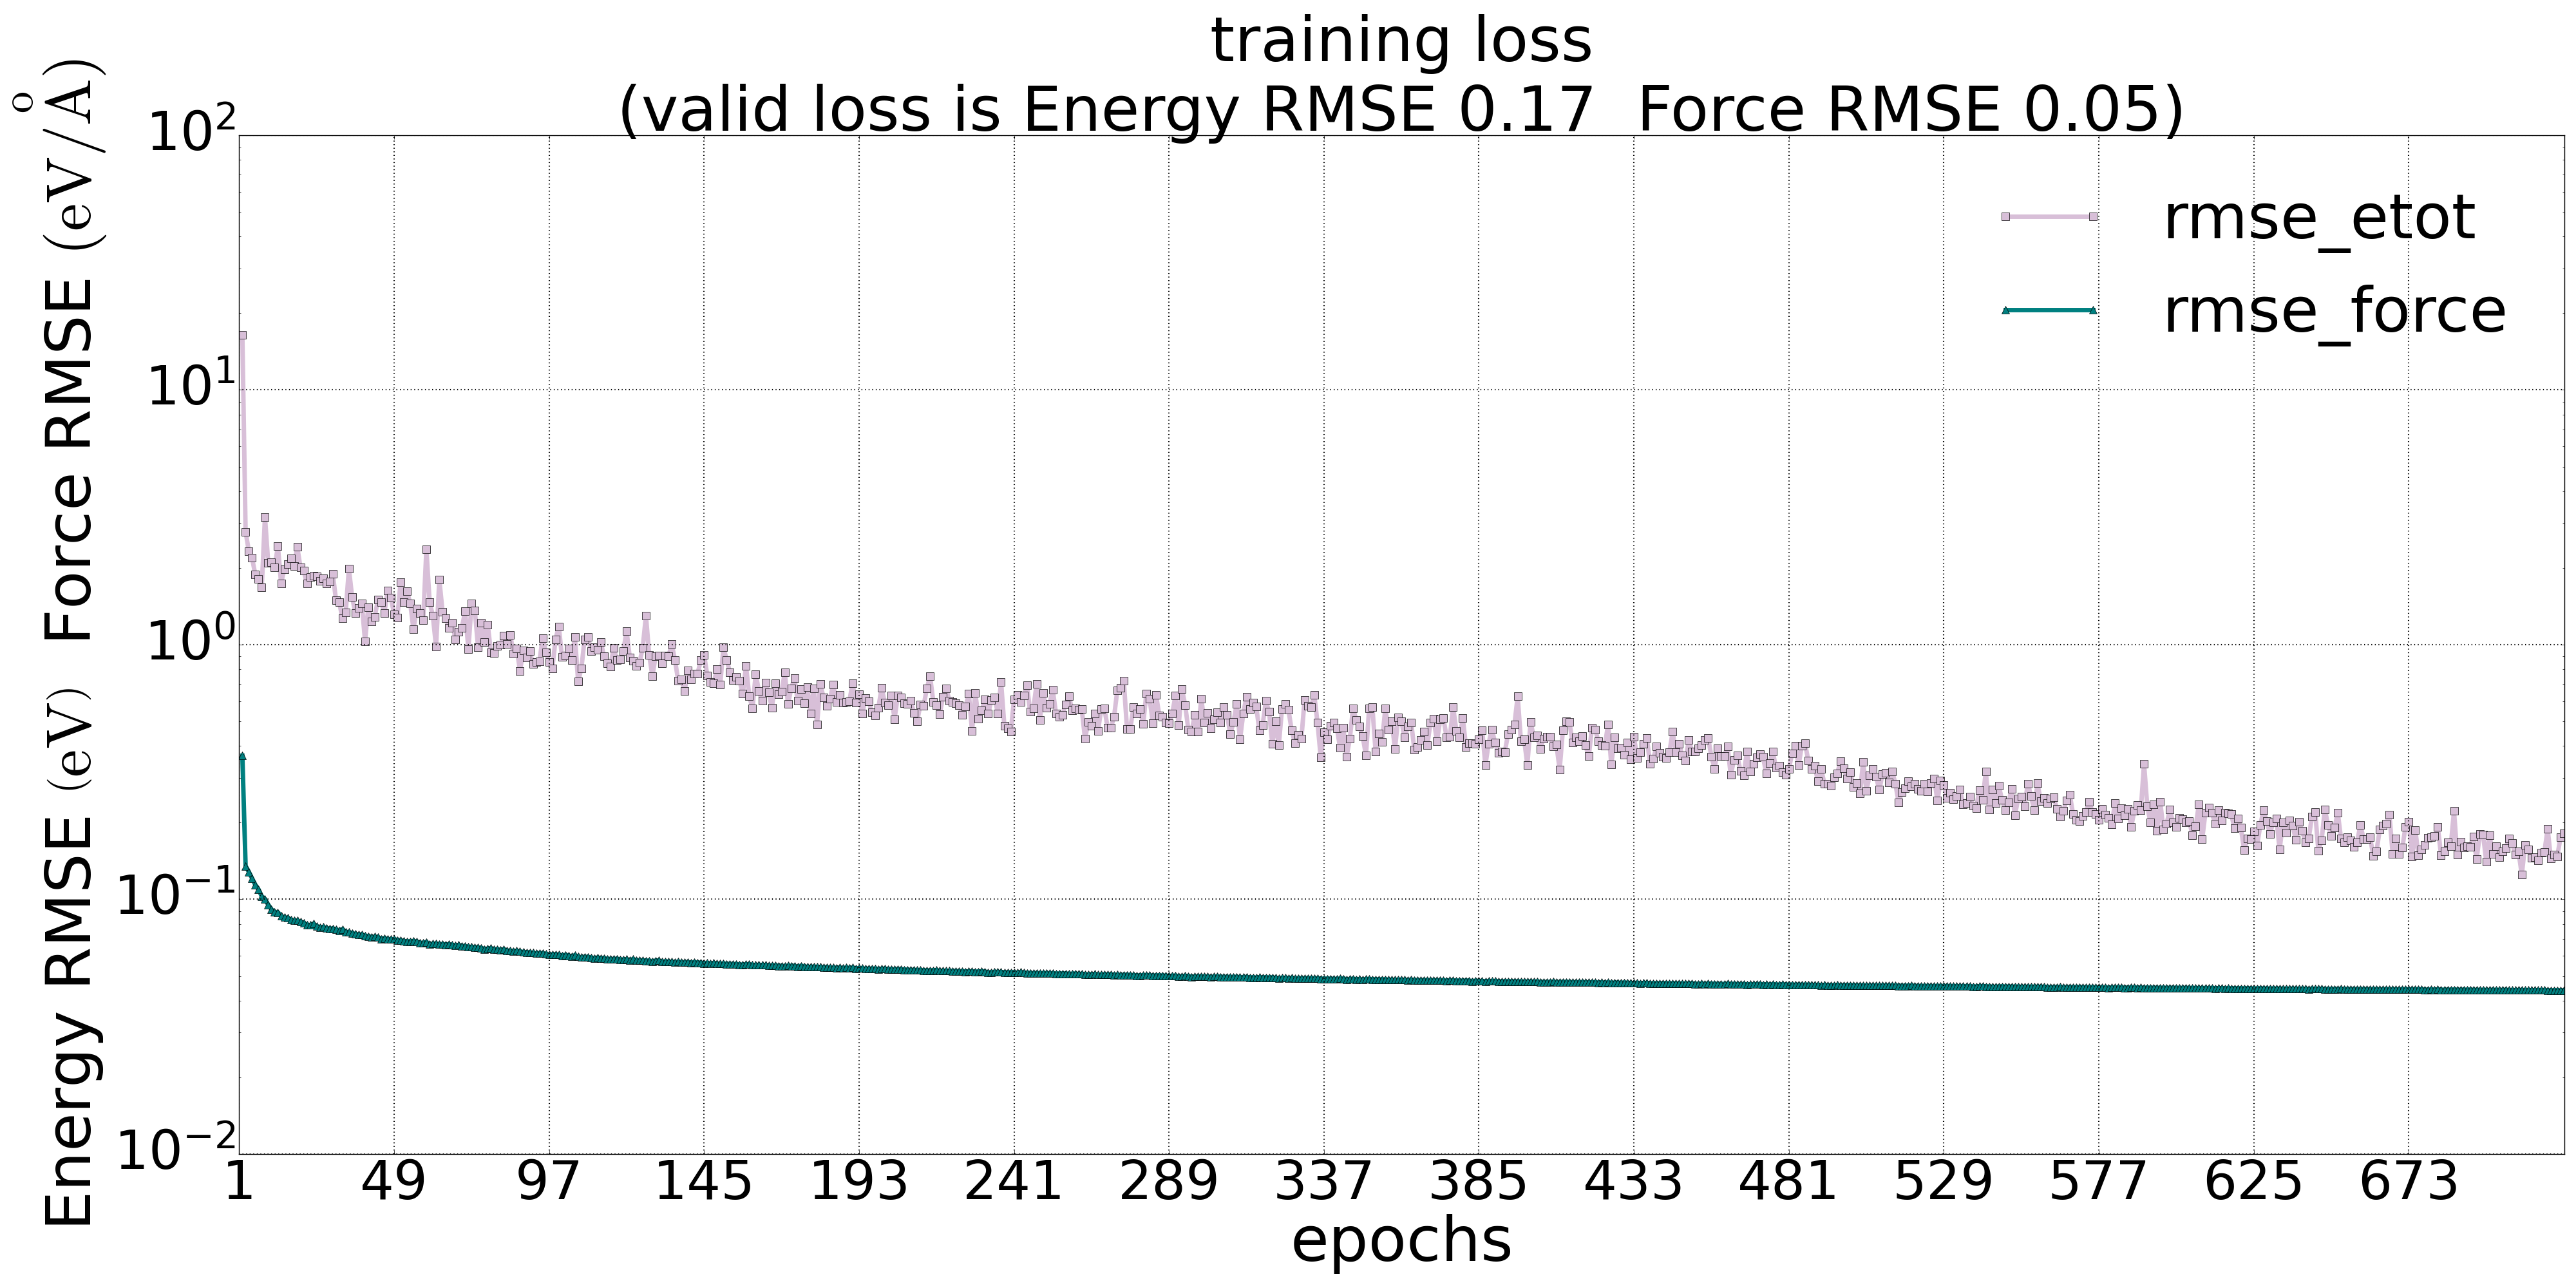 training loss
(valid loss is Energy RMSE 0.17  Force RMSE 0.05)
Energy RMSE (eV)  Force RMSE (eV/Å)
10²
10¹
10⁰
10⁻¹
10⁻²
rmse_etot
rmse_force
1 49 97 145 193 241 289 337 385 433 481 529 577 625 673
epochs